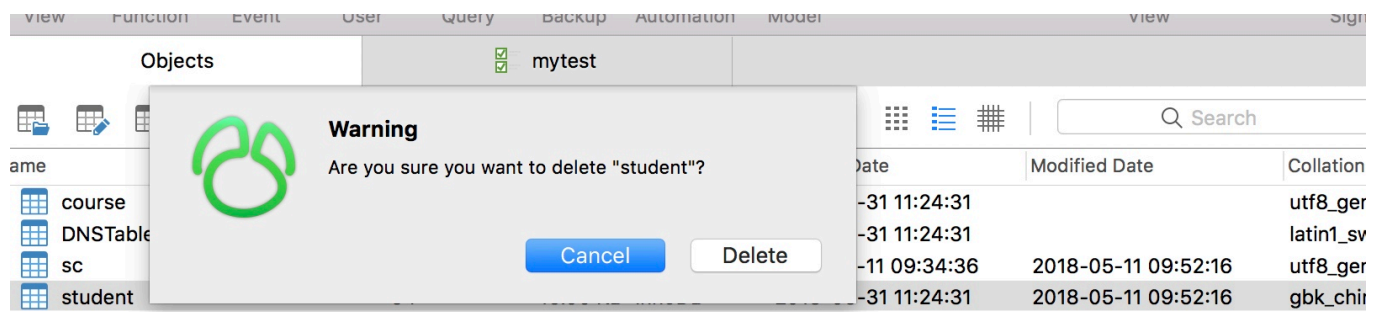 View Function Event User Query Backup Automation Model View Sign
Objects mytest
Search
Warning
Are you sure you want to delete "student"?
Cancel Delete
ame Date Modified Date Collation
course -31 11:24:31 utf8_ger
DNSTable -31 11:24:31 latin1_sw
sc -11 09:34:36 2018-05-11 09:52:16 utf8_ger
student -31 11:24:31 2018-05-11 09:52:16 gbk_chin